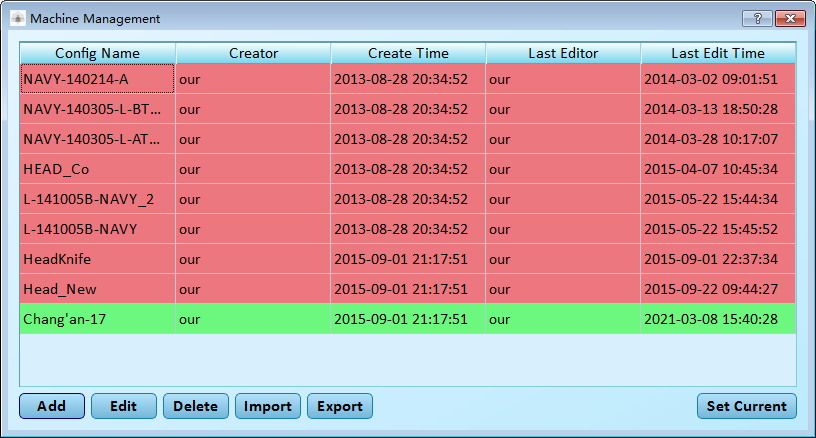 Machine Management
Config Name Creator Create Time Last Editor Last Edit Time
NAVY-140214-A our 2013-08-28 20:34:52 our 2014-03-02 09:01:51
NAVY-140305-L-BT... our 2013-08-28 20:34:52 our 2014-03-13 18:50:28
NAVY-140305-L-AT... our 2013-08-28 20:34:52 our 2014-03-28 10:17:07
HEAD_Co our 2013-08-28 20:34:52 our 2015-04-07 10:45:34
L-141005B-NAVY_2 our 2013-08-28 20:34:52 our 2015-05-22 15:44:34
L-141005B-NAVY our 2013-08-28 20:34:52 our 2015-05-22 15:45:52
HeadKnife our 2015-09-01 21:17:51 our 2015-09-01 22:37:34
Head_New our 2015-09-01 21:17:51 our 2015-09-22 09:44:27
Chang'an-17 our 2015-09-01 21:17:51 our 2021-03-08 15:40:28
Add Edit Delete Import Export Set Current